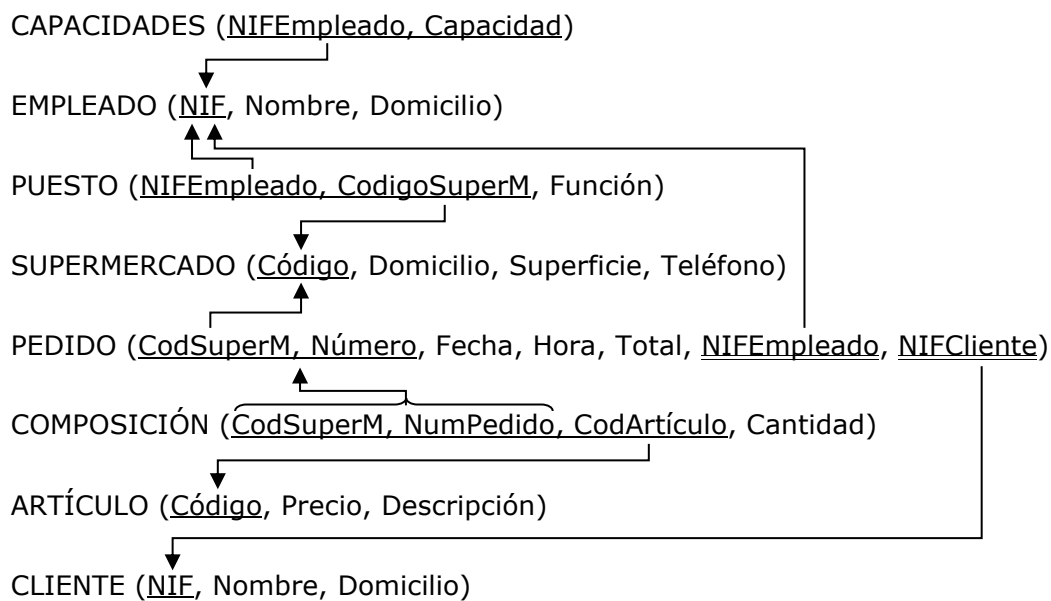 CAPACIDADES (NIFEmpleado, Capacidad)
EMPLEADO (NIF, Nombre, Domicilio)
PUESTO (NIFEmpleado, CodigoSuperM, Función)
SUPERMERCADO (Código, Domicilio, Superficie, Teléfono)
PEDIDO (CodSuperM, Número, Fecha, Hora, Total, NIFEmpleado, NIFCliente)
COMPOSICIÓN (CodSuperM, NumPedido, CodArtículo, Cantidad)
ARTÍCULO (Código, Precio, Descripción)
CLIENTE (NIF, Nombre, Domicilio)